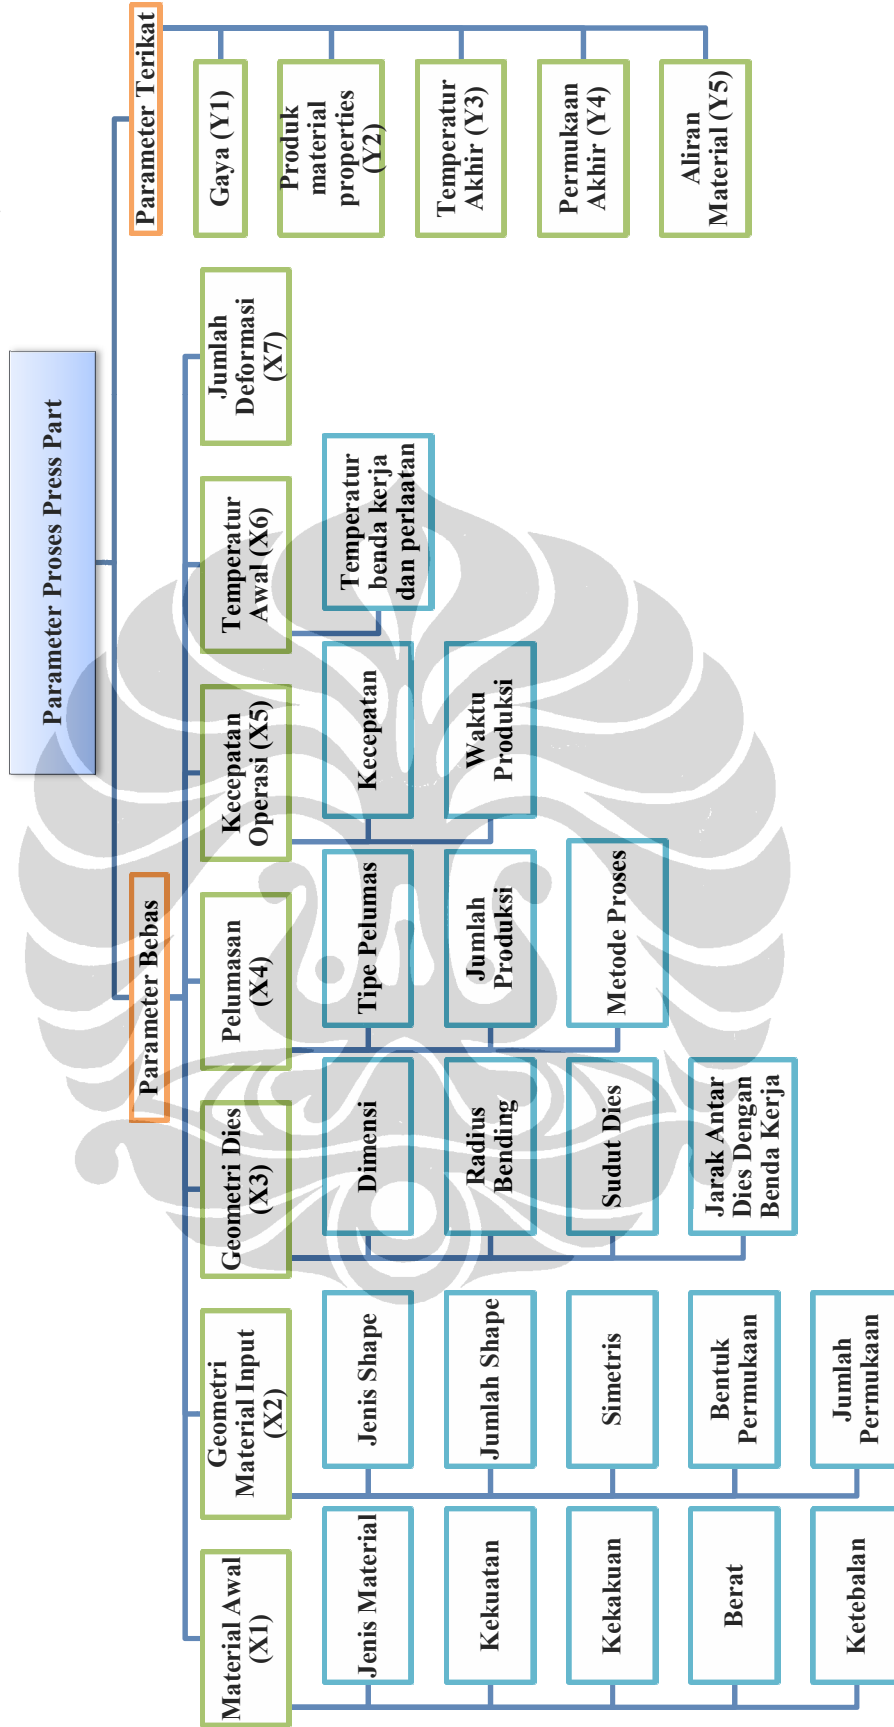 Parameter Proses Press Part
Parameter Bebas
Material Awal
(X1)
Jenis Material
Kekuatan
Kekakuan
Berat
Ketebalan
Geometri
Material Input
(X2)
Jenis Shape
Jumlah Shape
Simetris
Bentuk
Permukaan
Jumlah
Permukaan
Geometri Dies
(X3)
Dimensi
Radius
Bending
Sudut Dies
Jarak Antar
Dies Dengan
Benda Kerja
Pelumasan
(X4)
Tipe Pelumas
Jumlah
Produksi
Metode Proses
Kecepatan
Operasi (X5)
Kecepatan
Waktu
Produksi
Temperatur
Awal (X6)
Temperatur
benda kerja
dan perlaatan
Jumlah
Deformasi
(X7)
Parameter Terikat
Gaya (Y1)
Produk
material
properties
(Y2)
Temperatur
Akhir (Y3)
Permukaan
Akhir (Y4)
Aliran
Material (Y5)